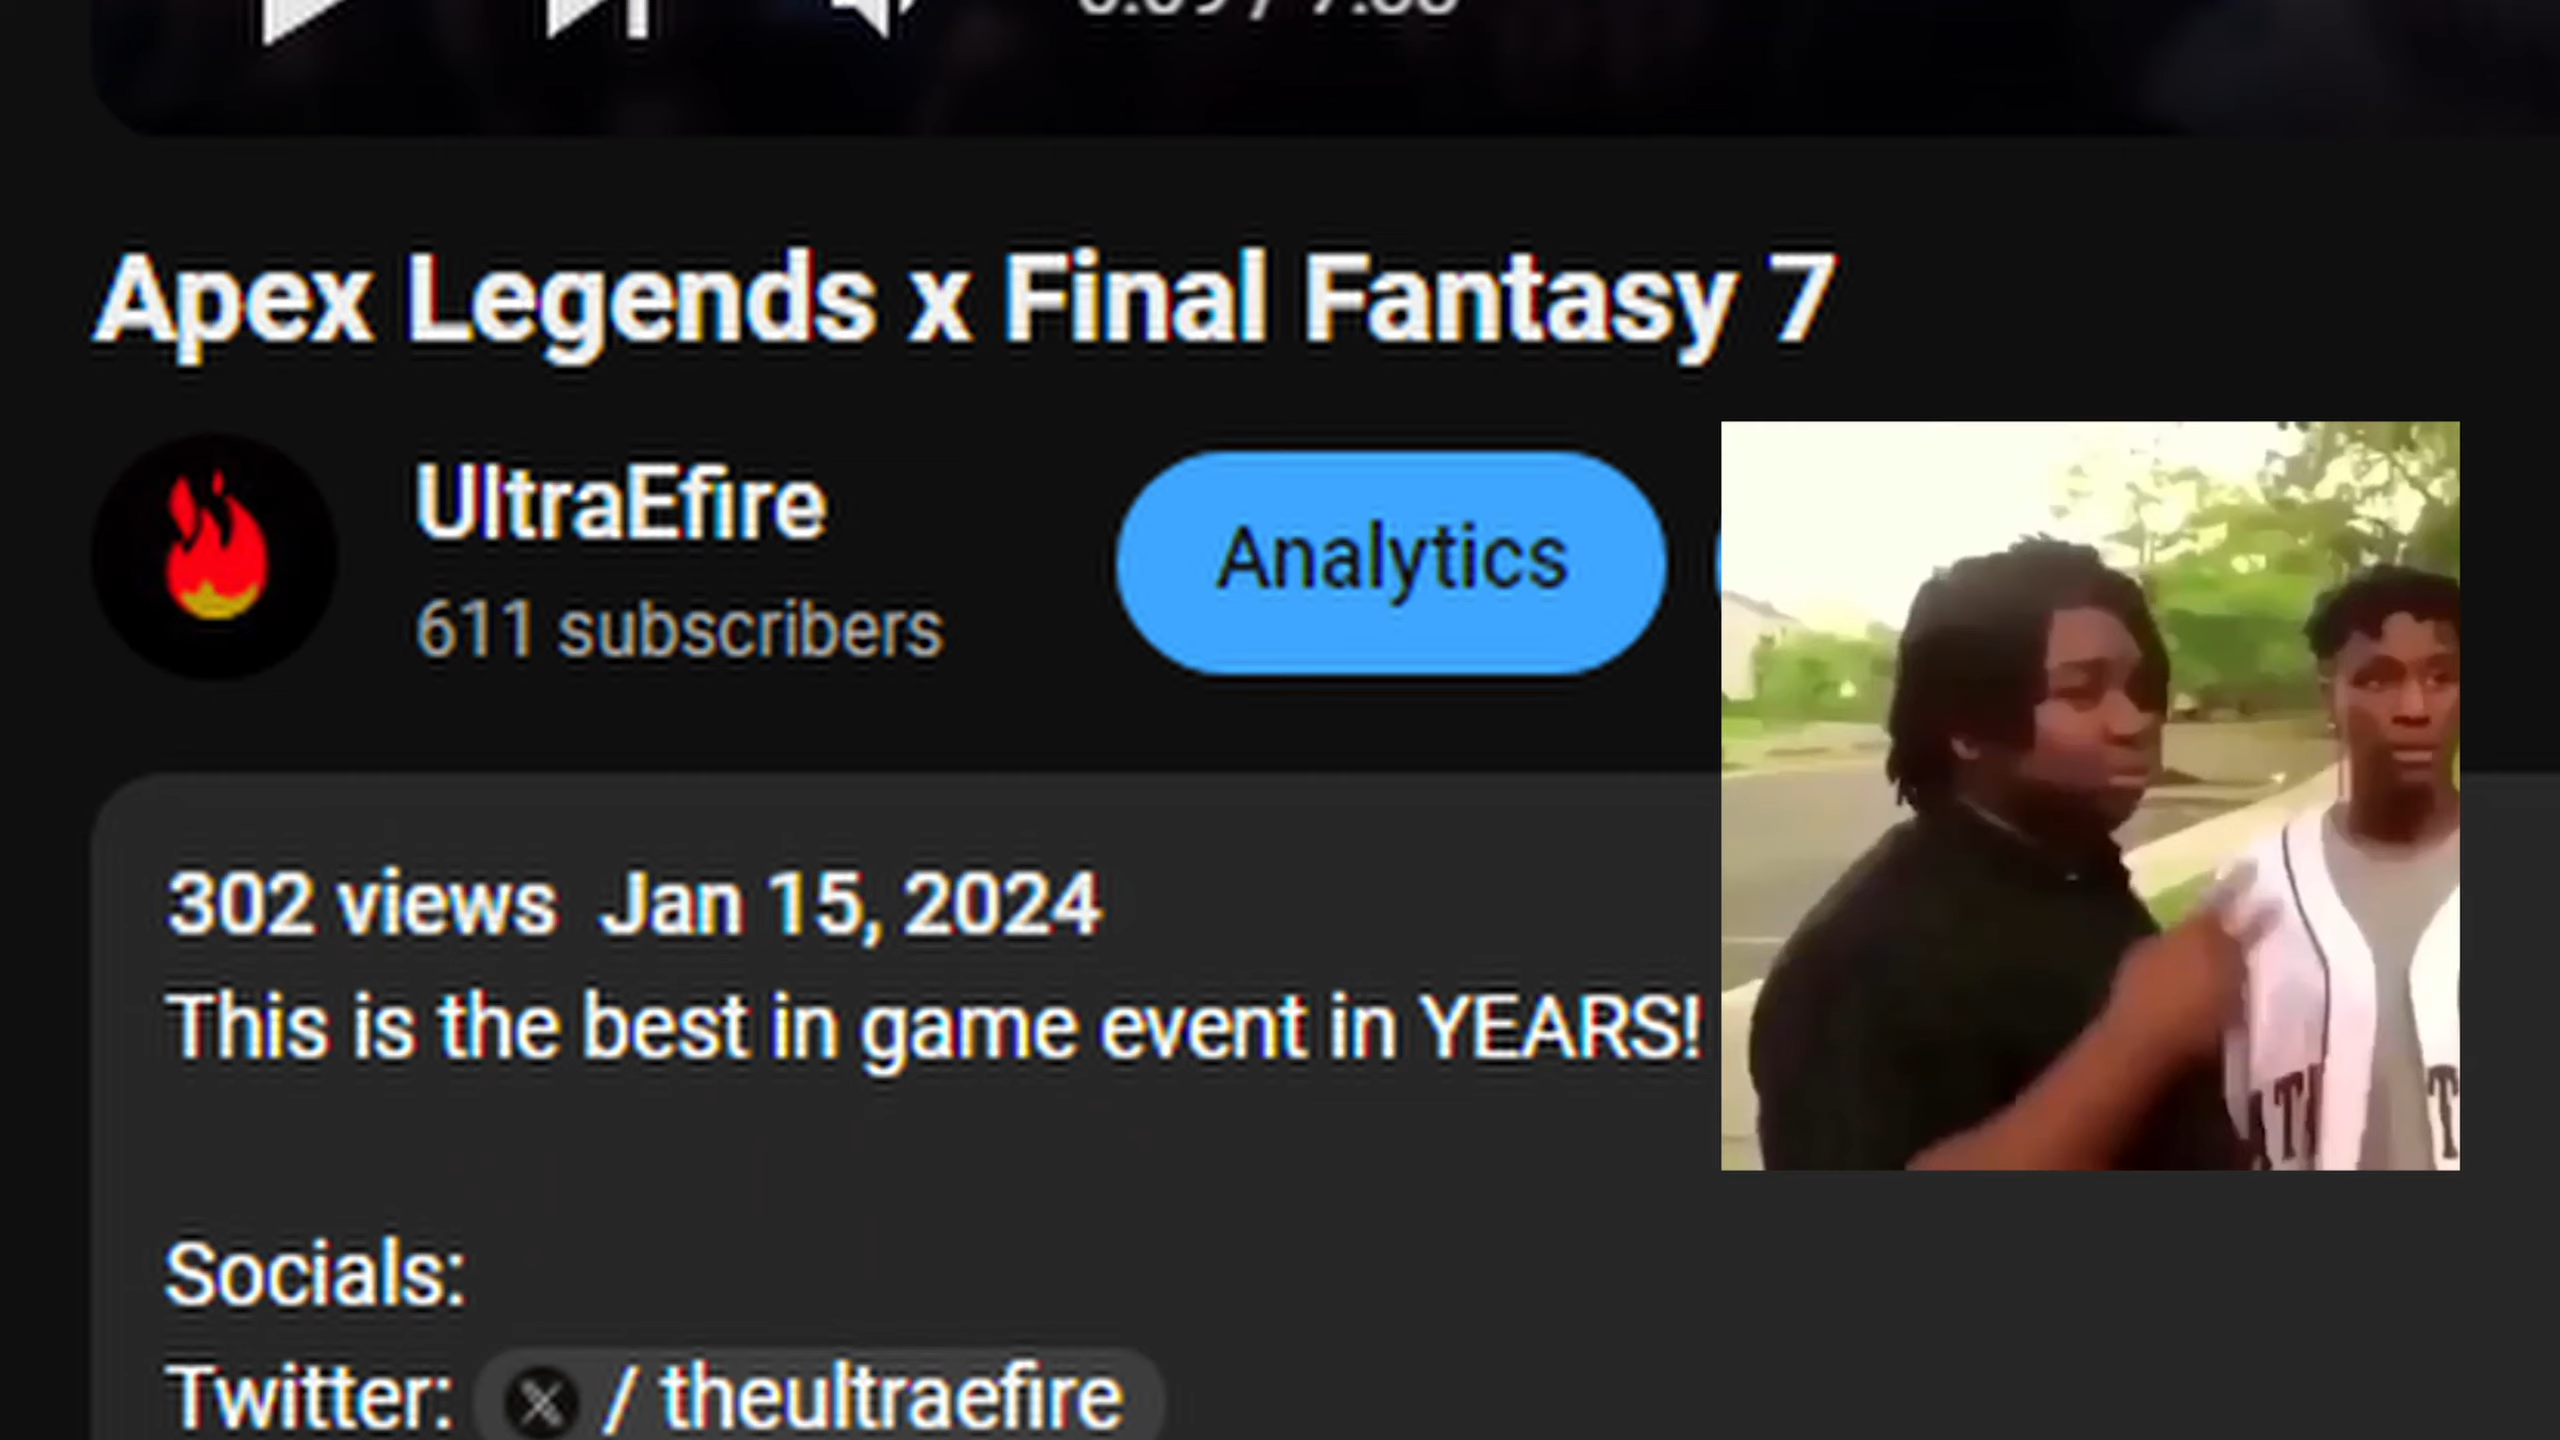 Apex Legends x Final Fantasy 7
UltraEfire
611 subscribers
Analytics
302 views Jan 15, 2024
This is the best in game event in YEARS!
Socials:
Twitter: / theultraefire